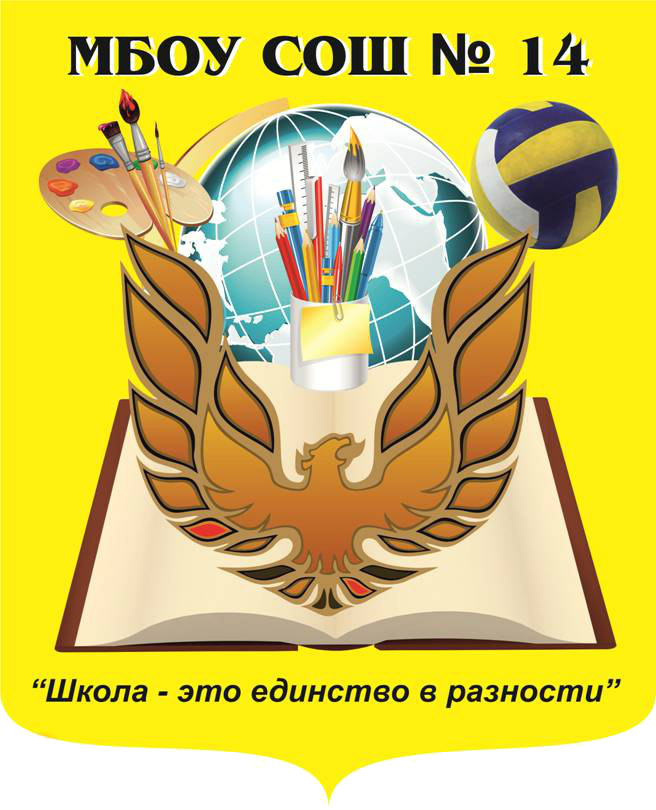 МБОУ СОШ № 14
“Школа - это единство в разности”